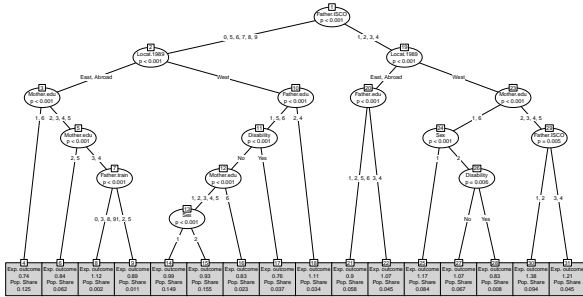 1
Father.ISCO
p < 0.001
0, 5, 6, 7, 8, 9
1, 2, 3, 4
2
Locat.1989
p < 0.001
19
Locat.1989
p < 0.001
East, Abroad
West
East, Abroad
West
3
Mother.edu
p < 0.001
10
Father.edu
p < 0.001
20
Father.edu
p < 0.001
23
Mother.edu
p < 0.001
1, 6
2, 3, 4, 5
1, 5, 6
2, 4
1, 6
2, 3, 4, 5
5
Mother.edu
p < 0.001
11
Disability
p < 0.001
24
Sex
p < 0.001
29
Father.ISCO
p = 0.005
2, 5
3, 4
No
Yes
1
2
7
Father.train
p < 0.001
12
Mother.edu
p < 0.001
26
Disability
p = 0.006
1, 2, 5, 6
3, 4
1, 2
3, 4
0, 3, 8, 9
1, 2, 5
1, 2, 3, 4, 5
6
13
Sex
p < 0.001
No
Yes
1
2
4
6
8
9
14
15
16
17
18
21
22
25
27
28
30
31
Exp. outcome Exp. outcome Exp. outcome Exp. outcome Exp. outcome Exp. outcome Exp. outcome Exp. outcome Exp. outcome Exp. outcome Exp. outcome Exp. outcome Exp. outcome Exp. outcome Exp. outcome Exp. outcome
0.74 0.84 1.12 0.89 0.99 0.93 0.83 0.76 1.11 0.9 1.07 1.17 1.07 0.83 1.38 1.21
Pop. Share Pop. Share Pop. Share Pop. Share Pop. Share Pop. Share Pop. Share Pop. Share Pop. Share Pop. Share Pop. Share Pop. Share Pop. Share Pop. Share Pop. Share Pop. Share
0.125 0.062 0.002 0.011 0.149 0.155 0.023 0.037 0.034 0.058 0.045 0.084 0.067 0.008 0.094 0.045